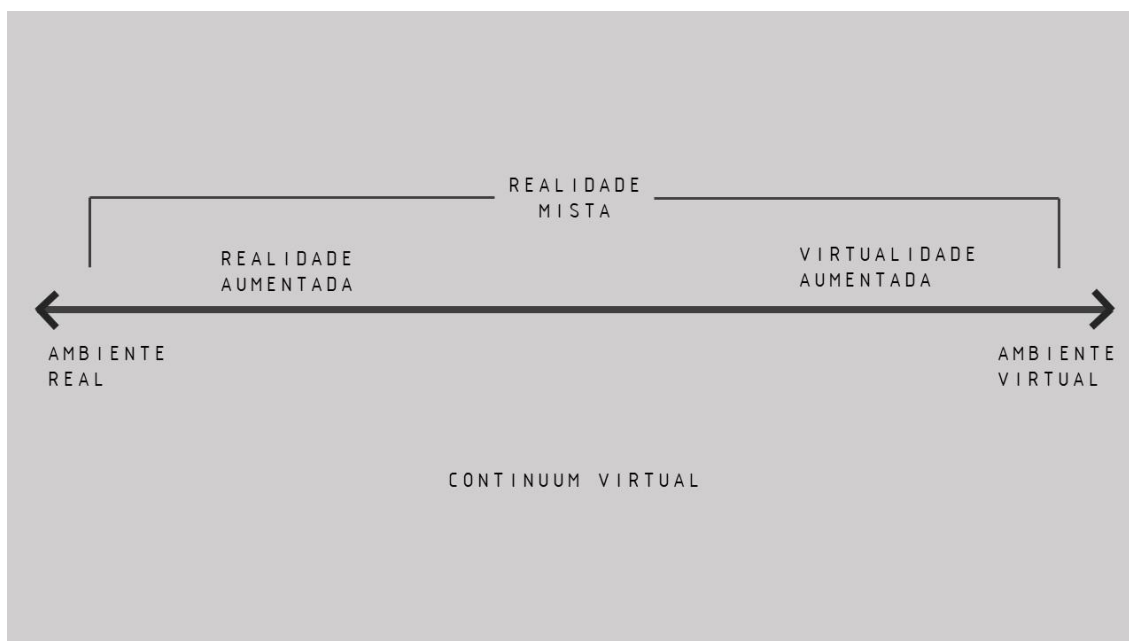 REALIDADE
MISTA
REALIDADE
AUMENTADA
VIRTUALIDADE
AUMENTADA
AMBIENTE
REAL
AMBIENTE
VIRTUAL
CONTINUUM VIRTUAL